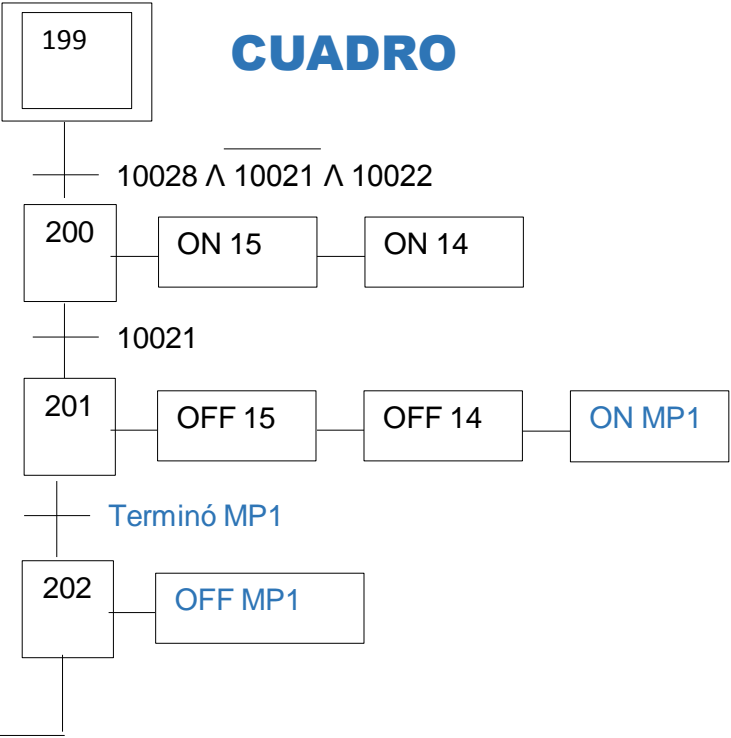 199
CUADRO
10028 Λ 10021 Λ 10022
200
ON 15
ON 14
10021
201
OFF 15
OFF 14
ON MP1
Terminó MP1
202
OFF MP1